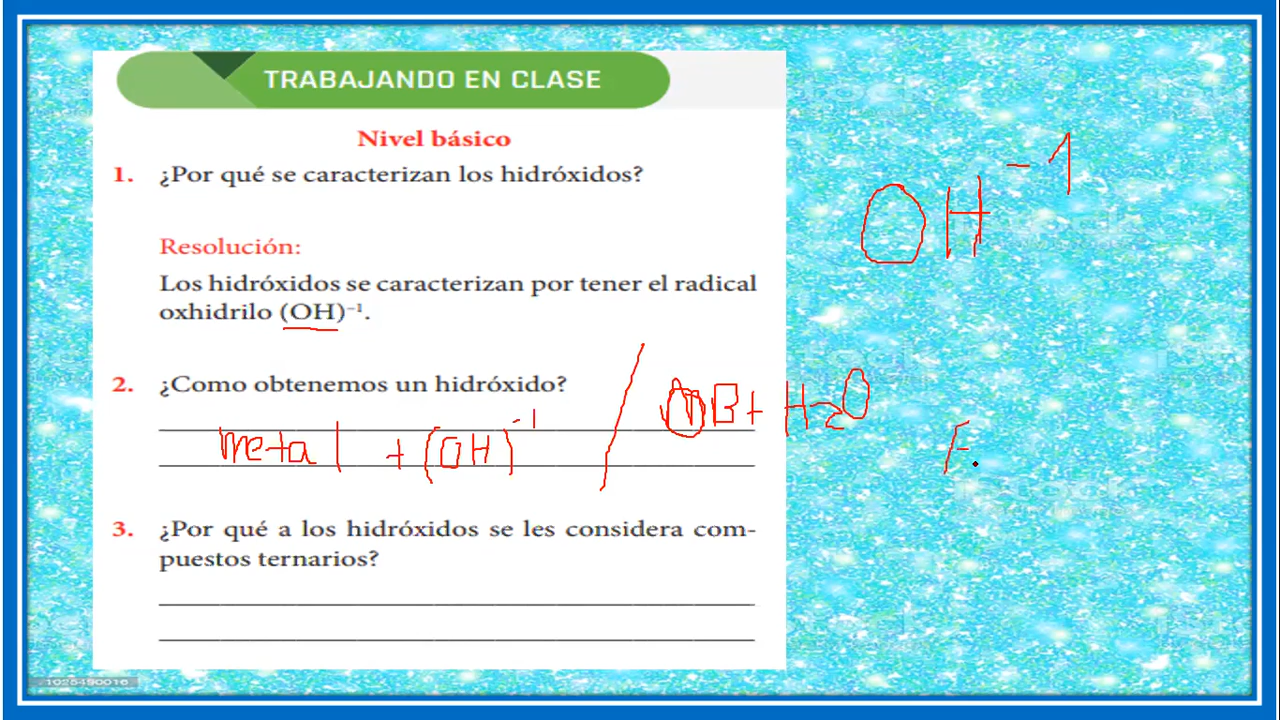 TRABAJANDO EN CLASE
Nivel básico
1. ¿Por qué se caracterizan los hidróxidos?
OH -1
Resolución:
Los hidróxidos se caracterizan por tener el radical
oxhidrilo (OH)⁻¹.
2. ¿Como obtenemos un hidróxido?
metal + (OH)⁻¹ /
+ H2O
3. ¿Por qué a los hidróxidos se les considera com-
puestos ternarios?
1025490016